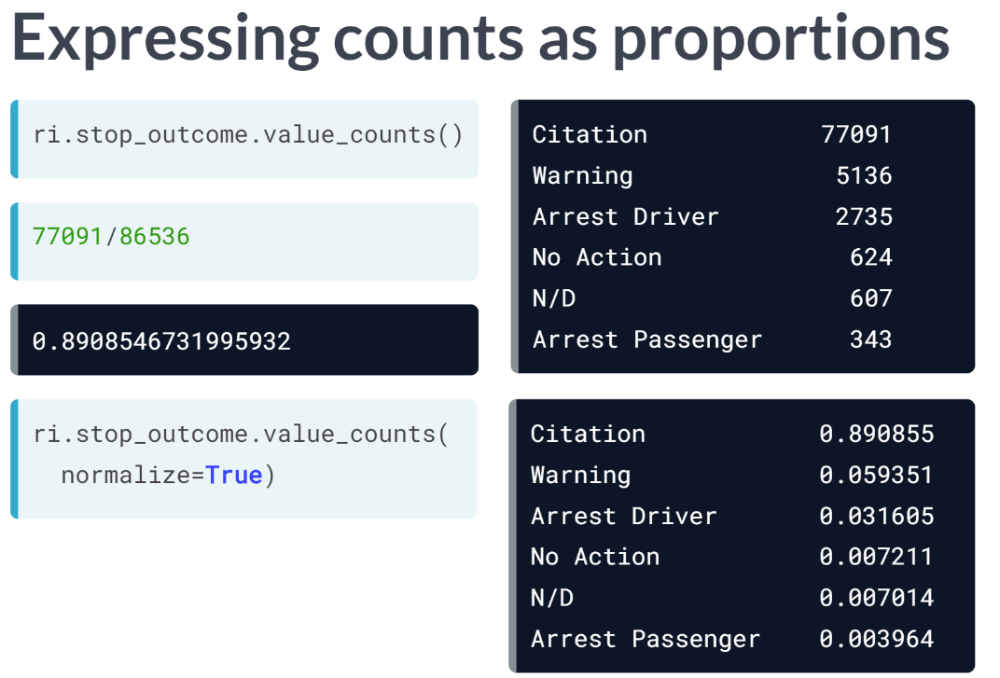 Expressing counts as proportions
ri.stop_outcome.value_counts()
77091/86536
0.8908546731995932
ri.stop_outcome.value_counts(
normalize=True)
Citation 77091
Warning 5136
Arrest Driver 2735
No Action 624
N/D 607
Arrest Passenger 343
Citation 0.890855
Warning 0.059351
Arrest Driver 0.031605
No Action 0.007211
N/D 0.007014
Arrest Passenger 0.003964